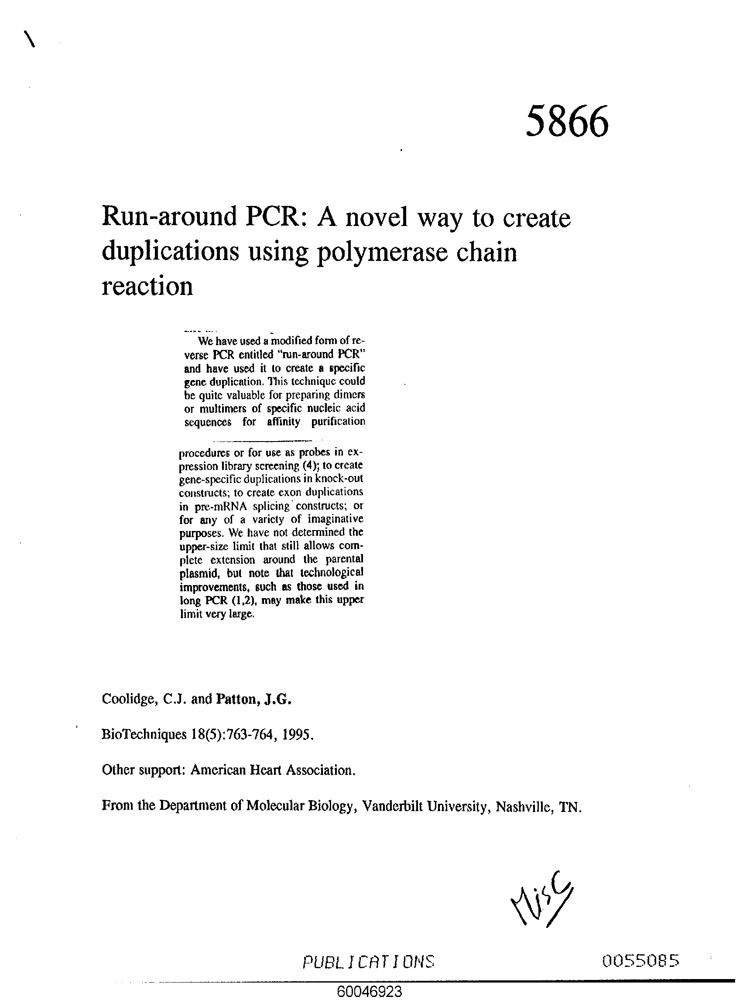 5866
Run-around PCR: A novel way to create
duplications using polymerase chain
reaction
We have used a modified form of re-
verse PCR entitled "run-around PCR"
and have used it to create a specific
gene duplication. This technique could
be quite valuable for preparing dimers
or multimers of specific nucleic acid
sequences for affinity purification
procedures or for use as probes in ex-
pression library screening (4); to create
gene-specific duplications in knock-out
constructs; to create exon duplications
in pre-mRNA splicing constructs; or
for any of a variety of imaginative
purposes. We have not determined the
upper-size limit that still allows com-
plete extension around the parental
plasmid, but note that technological
improvements, such as those used in
long PCR (1,2), may make this upper
limit very large.
Coolidge, C.J. and Patton, J.G.
BioTechniques 18(5):763-764, 1995.
Other support: American Heart Association.
From the Department of Molecular Biology, Vanderbilt University, Nashville, TN.
Misc
PUBLICATIONS 0055085
60046923